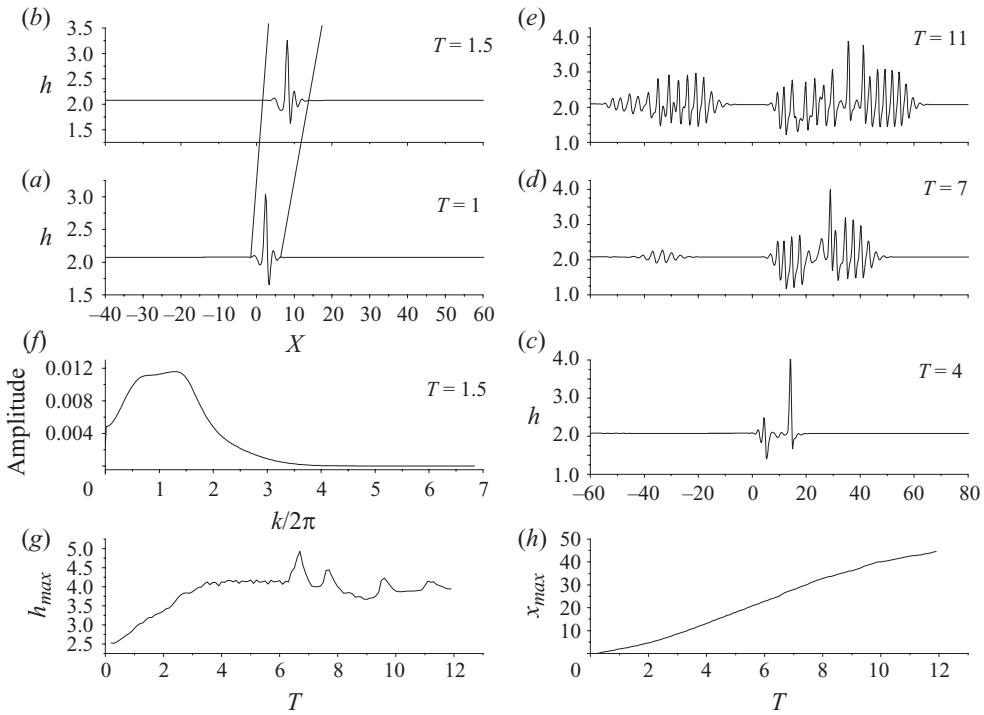 (b)
3.5
3.0
2.5
2.0
1.5
h
T = 1.5
(a)
3.0
2.5
2.0
1.5
h
T = 1
–40 –30 –20 –10 0 10 20 30 40 50 60
X
(f)
0.012
0.008
0.004
0
Amplitude
T = 1.5
1 2 3 4 5 6 7
k/2π
(g)
5.0
4.5
4.0
3.5
3.0
2.5
hmax
0 2 4 6 8 10 12
T
(e)
4.0
3.0
2.0
1.0
T = 11
(d)
4.0
3.0
2.0
1.0
T = 7
(c)
4.0
3.0
2.0
1.0
h
T = 4
–60 –40 –20 0 20 40 60 80
(h)
50
40
30
20
10
xmax
0 2 4 6 8 10 12
T